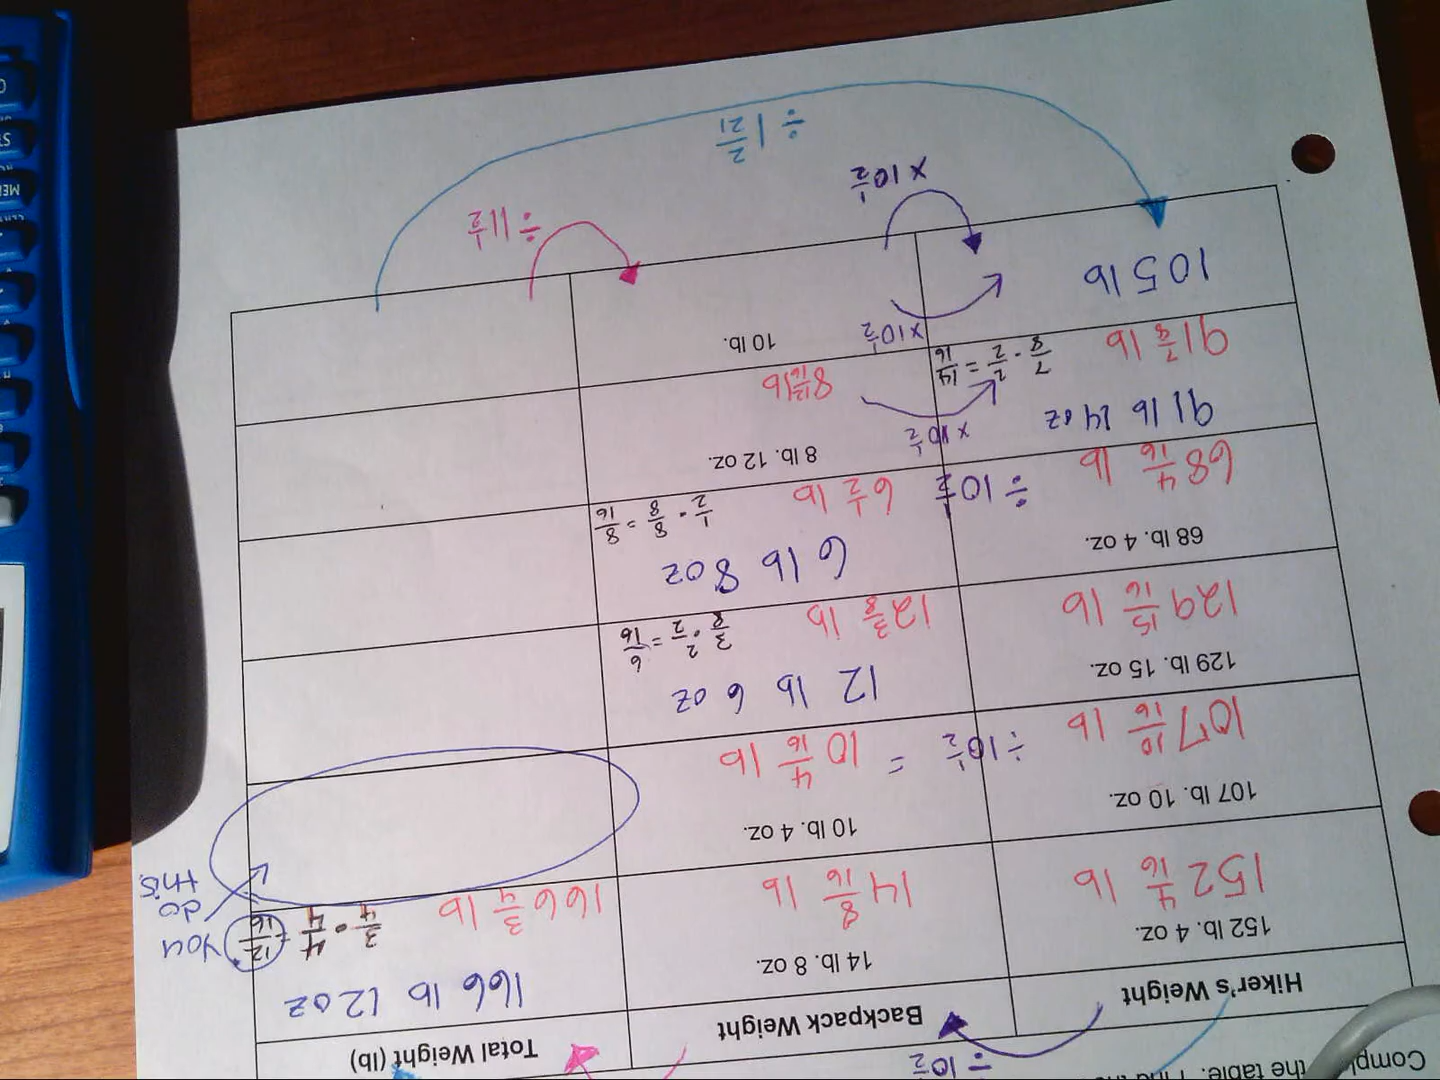 Comp the table.
÷ 10 1/2
Hiker's Weight
Backpack Weight
Total Weight (lb)
152 lb. 4 oz.
152 4/16 lb
14 lb. 8 oz.
14 8/16 lb
166 lb 12 oz
166 3/4 lb
3/4 • 4/4 = 12/16
You
do
this.
107 lb. 10 oz.
107 10/16 lb
÷ 10 1/2 =
10 lb. 4 oz.
10 4/16 lb
129 lb. 15 oz.
129 15/16 lb
12 lb 6 oz
12 3/8 lb
3/8 • 2/2 = 6/16
68 lb. 4 oz.
68 4/16 lb
÷ 10 1/2
6 lb 8 oz
6 1/2 lb
1/2 • 8/8 = 8/16
91 lb 14 oz
91 7/8 lb
7/8 • 2/2 = 14/16
× 10 1/2
8 lb. 12 oz.
8 12/16 lb
105 lb
×10 1/2
10 lb.
×10 1/2
÷ 11 1/2
÷ 1 2/21